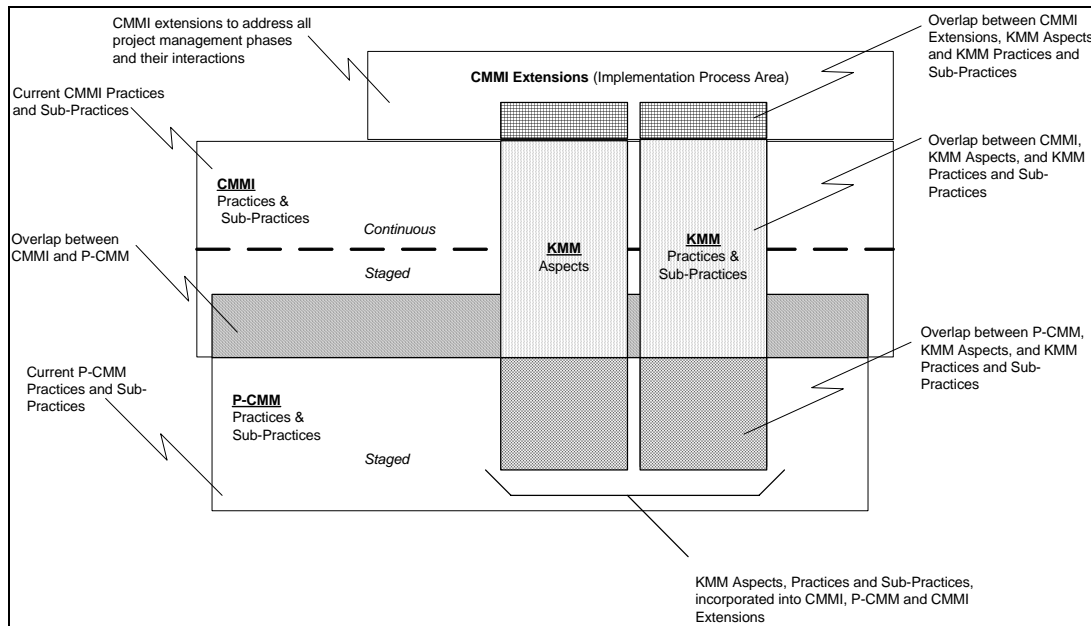 CMMI extensions to address all
project management phases
and their interactions
Overlap between CMMI
Extensions, KMM Aspects
and KMM Practices and
Sub-Practices
CMMI Extensions (Implementation Process Area)
Current CMMI Practices
and Sub-Practices
Overlap between CMMI,
KMM Aspects, and KMM
Practices and Sub-
Practices
CMMI
Practices &
Sub-Practices
Continuous
Overlap between
CMMI and P-CMM
KMM
Aspects
KMM
Practices &
Sub-Practices
Staged
Overlap between P-CMM,
KMM Aspects, and KMM
Practices and Sub-
Practices
Current P-CMM
Practices and Sub-
Practices
P-CMM
Practices &
Sub-Practices
Staged
KMM Aspects, Practices and Sub-Practices,
incorporated into CMMI, P-CMM and CMMI
Extensions